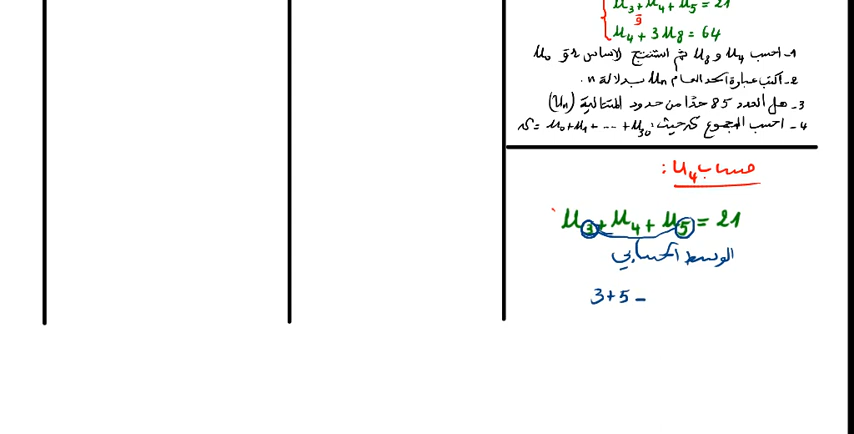 u₃ + u₄ + u₅ = 21
و
u₄ + 3u₈ = 64
1- احسب u₄ و u₈ ثم استنتج الأساس r و u₀
2- أكتب عبارة الحد العام uₙ بدلالة n.
3- هل العدد 85 حدًا من حدود المتتالية (uₙ)
4- احسب المجموع S حيث: S = u₀ + u₁ + ... + u₃₀
حساب u₄ :
u₃ + u₄ + u₅ = 21
الوسط الحسابي
3+5 -